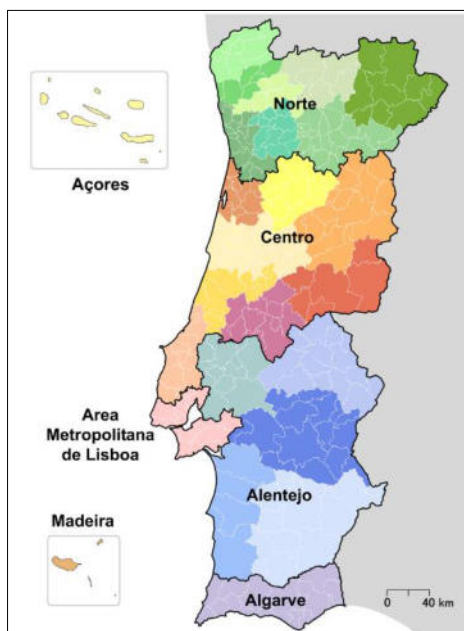 Norte
Açores
Centro
Area
Metropolitana
de Lisboa
Alentejo
Madeira
Algarve
0 40 km